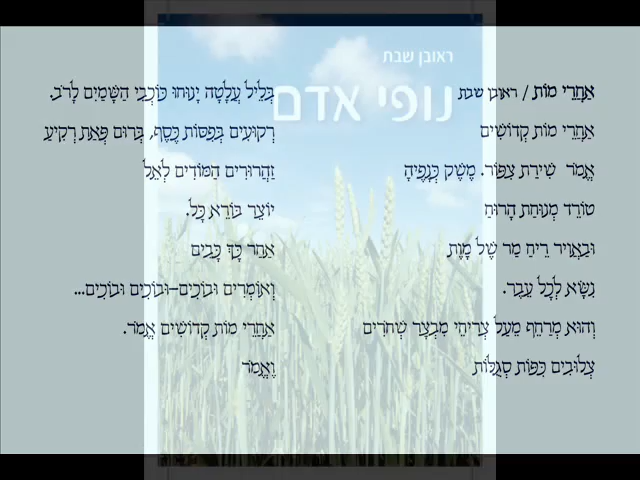 ראובן שבת
נופי אדם
אַחֲרֵי מוֹת / ראובן שבת
אַחֲרֵי מוֹת קְדוֹשִׁים
אֱמֹר שִׁירַת צִפּוֹר. מֶשֶׁק כְּנָפֶיהָ
טוֹרֵד מְנוּחַת הָרוּחַ
וּבַאֲוִיר רֵיחַ מַר שֶׁל מָוֶת
נִשָּׂא לְכָל עֵבֶר.
וְהוּא מְרַחֵף מֵעַל צְרִיחֵי מִבְצָר שְׁחֹרִים
צְלוּבִים כִּפּוֹת סְגֻלּוֹת
בְּלֵיל עֲלָטָה יָנוּחוּ כּוֹכְבֵי הַשָּׁמַיִם לָרֹב.
רְקוּעִים בְּפִסּוֹת כֶּסֶף, בְּרוּם פְּאַת רָקִיעַ
זַהֲרוּרִים הַמּוֹדִים לָאֵל
יוֹצֵר בּוֹרֵא כָּל.
אַחַר כָּךְ כָּבִים
וְאוֹמְרִים וּבוֹכִים–וּבוֹכִים וּבוֹכִים...
אַחֲרֵי מוֹת קְדוֹשִׁים אֱמֹר.
וֶאֱמֹר